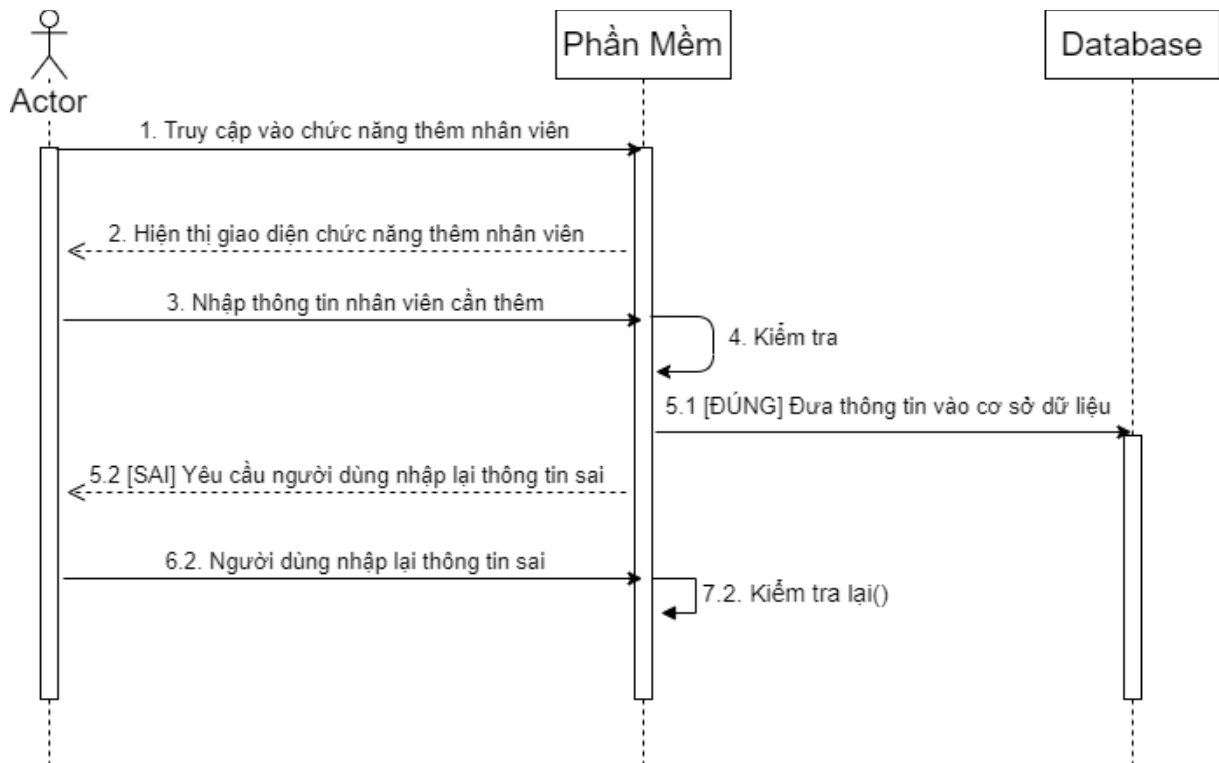 Phần Mềm
Database
Actor
1. Truy cập vào chức năng thêm nhân viên
2. Hiện thị giao diện chức năng thêm nhân viên
3. Nhập thông tin nhân viên cần thêm
4. Kiểm tra
5.1 [ĐÚNG] Đưa thông tin vào cơ sở dữ liệu
5.2 [SAI] Yêu cầu người dùng nhập lại thông tin sai
6.2. Người dùng nhập lại thông tin sai
7.2. Kiểm tra lại()